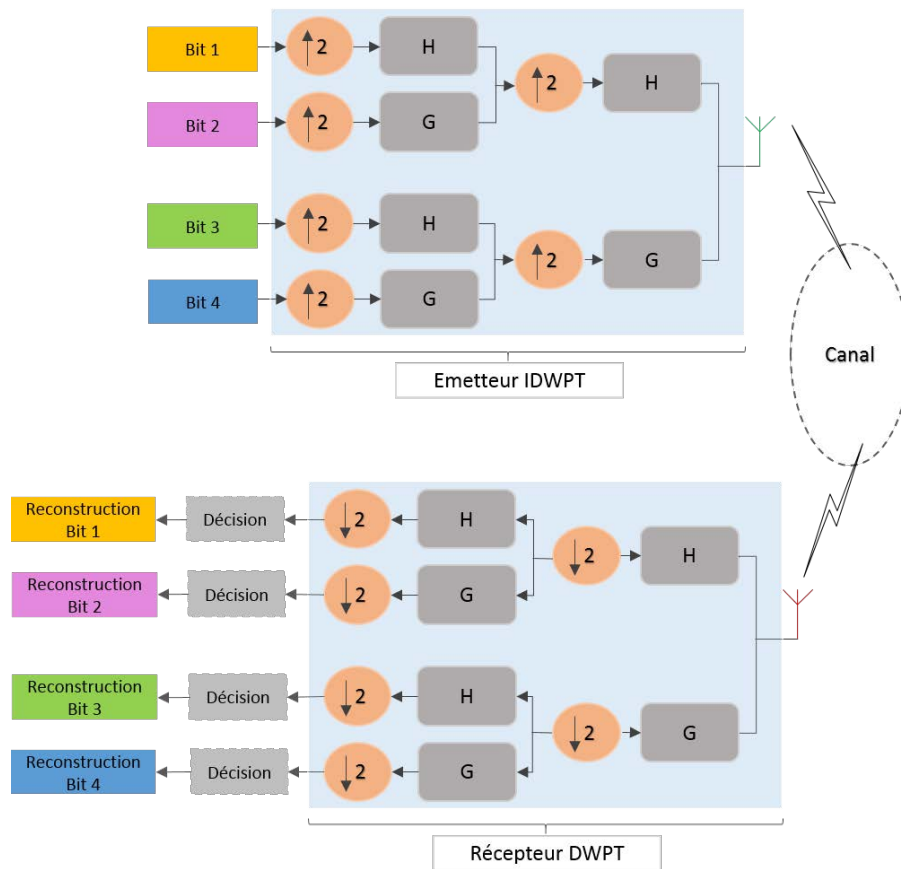 Bit 1
↑2
H
↑2
H
Bit 2
↑2
G
Bit 3
↑2
H
↑2
G
Bit 4
↑2
G
Canal
Emetteur IDWPT
Reconstruction
Bit 1
Décision
↓2
H
↓2
H
Reconstruction
Bit 2
Décision
↓2
G
Reconstruction
Bit 3
Décision
↓2
H
↓2
G
Reconstruction
Bit 4
Décision
↓2
G
Récepteur DWPT